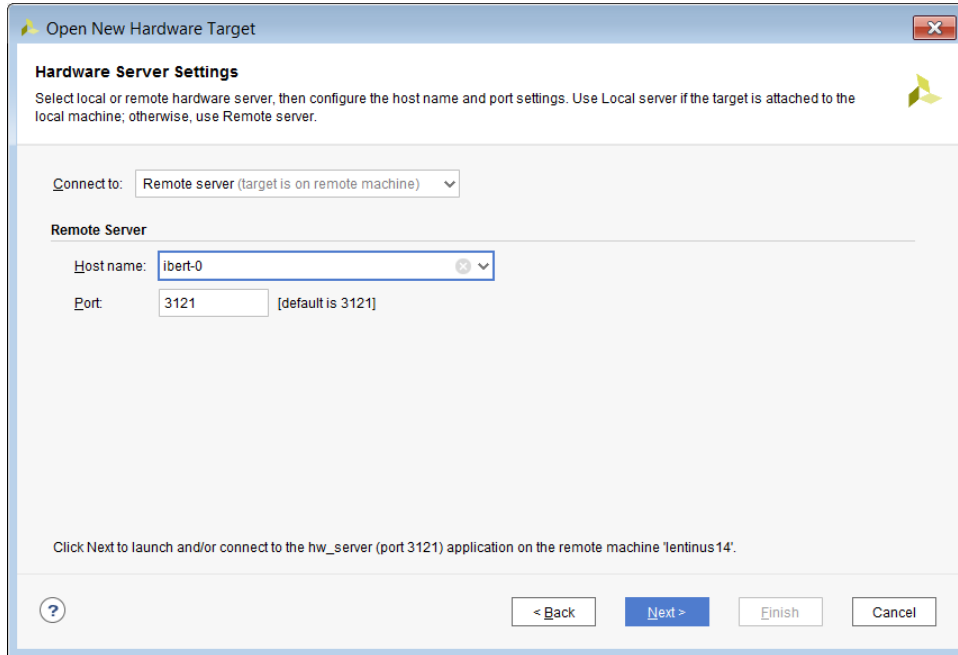 Open New Hardware Target
Hardware Server Settings
Select local or remote hardware server, then configure the host name and port settings. Use Local server if the target is attached to the
local machine; otherwise, use Remote server.
Connect to: Remote server (target is on remote machine)
Remote Server
Host name: ibert-0
Port: 3121 [default is 3121]
Click Next to launch and/or connect to the hw_server (port 3121) application on the remote machine 'lentinus14'.
? < Back Next > Finish Cancel